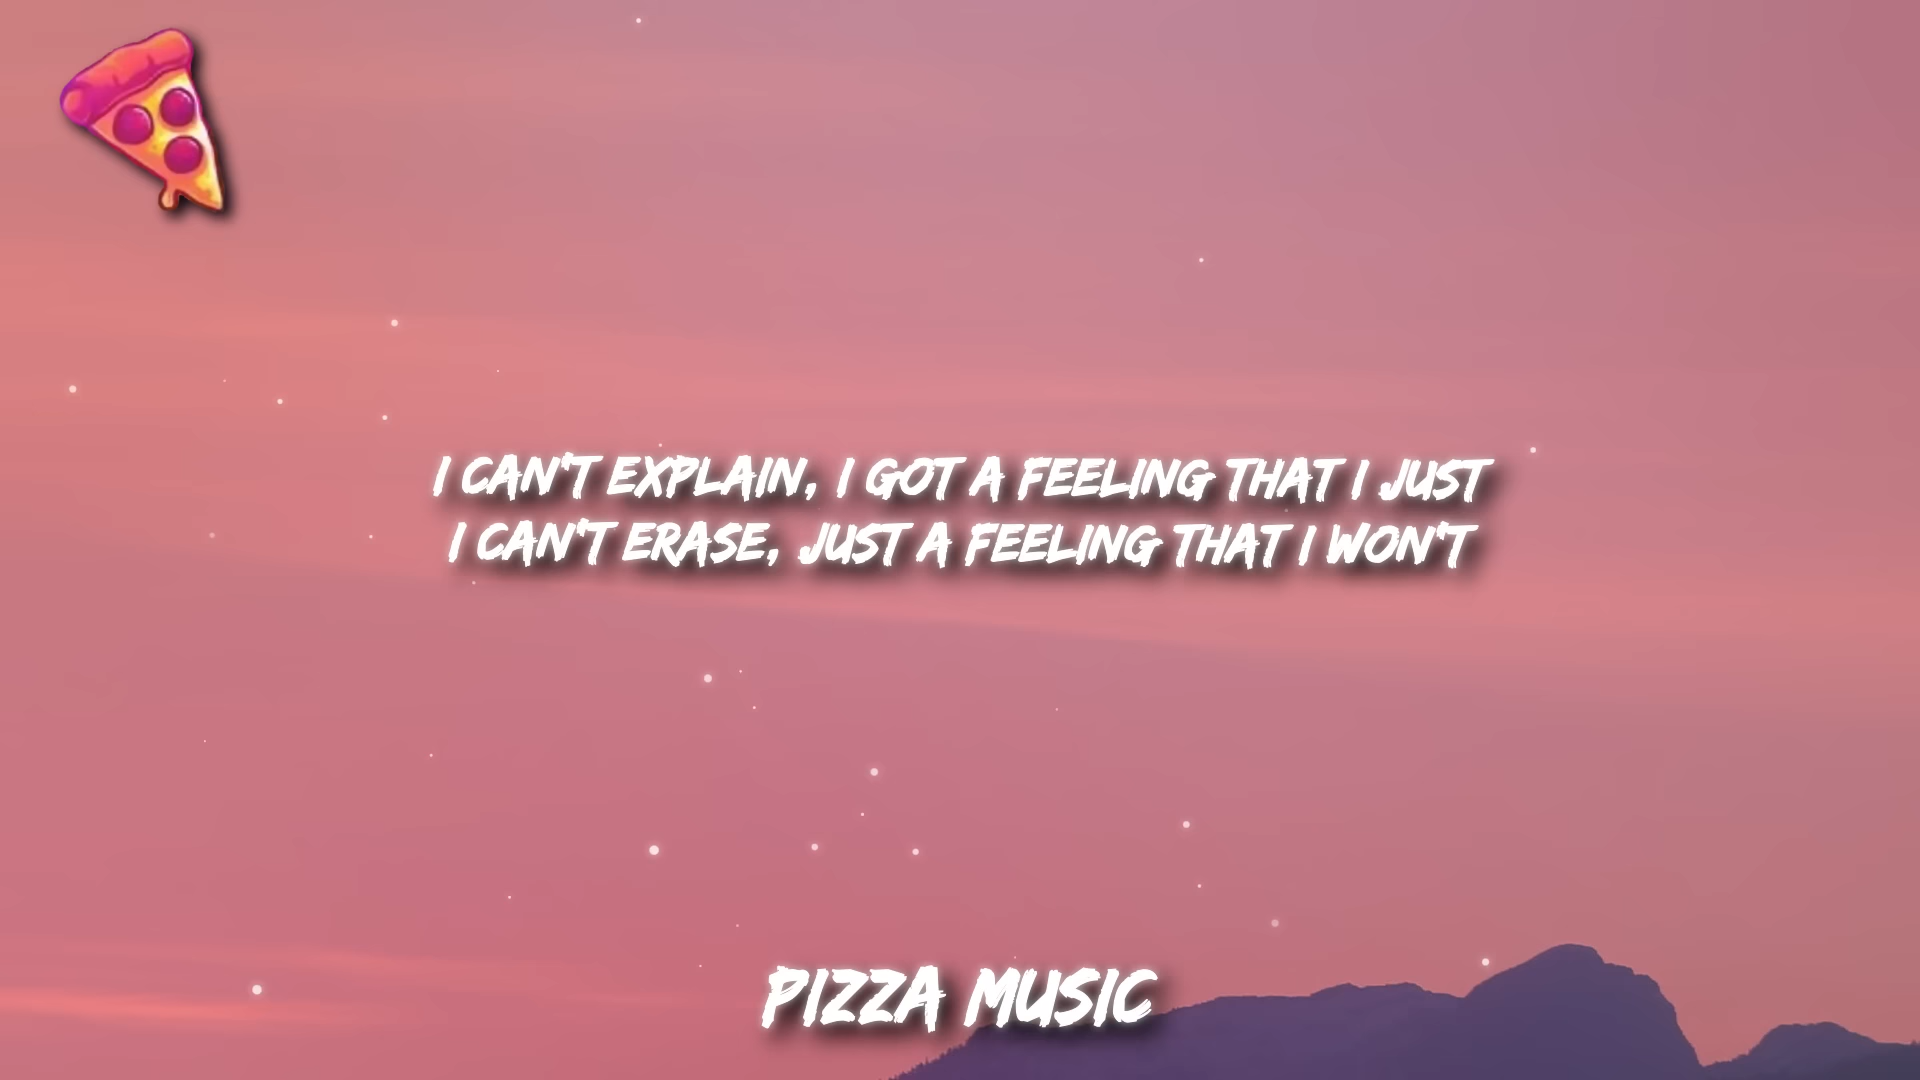 I CAN'T EXPLAIN, I GOT A FEELING THAT I JUST
I CAN'T ERASE, JUST A FEELING THAT I WON'T
PIZZA MUSIC